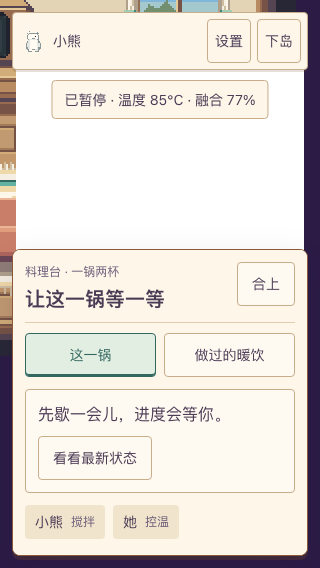 小熊
设置
下岛
已暂停 · 温度 85°C · 融合 77%
料理台 · 一锅两杯
让这一锅等一等
合上
这一锅
做过的暖饮
先歇一会儿，进度会等你。
看看最新状态
小熊 搅拌
她 控温